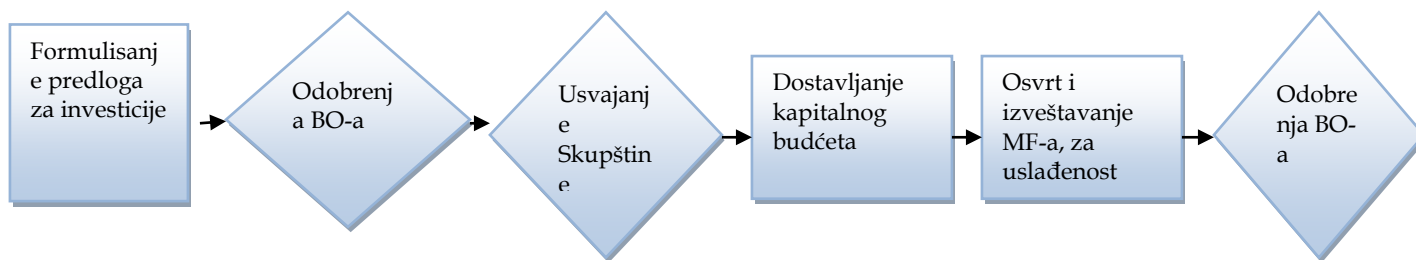 Formulisanj
e predloga
za investicije
Odobrenj
a BO-a
Usvajanj
e
Skupštin
e
Dostavljanje
kapitalnog
budćeta
Osvrt i
izveštavanje
MF-a, za
uslađenost
Odobre
nja BO-
a